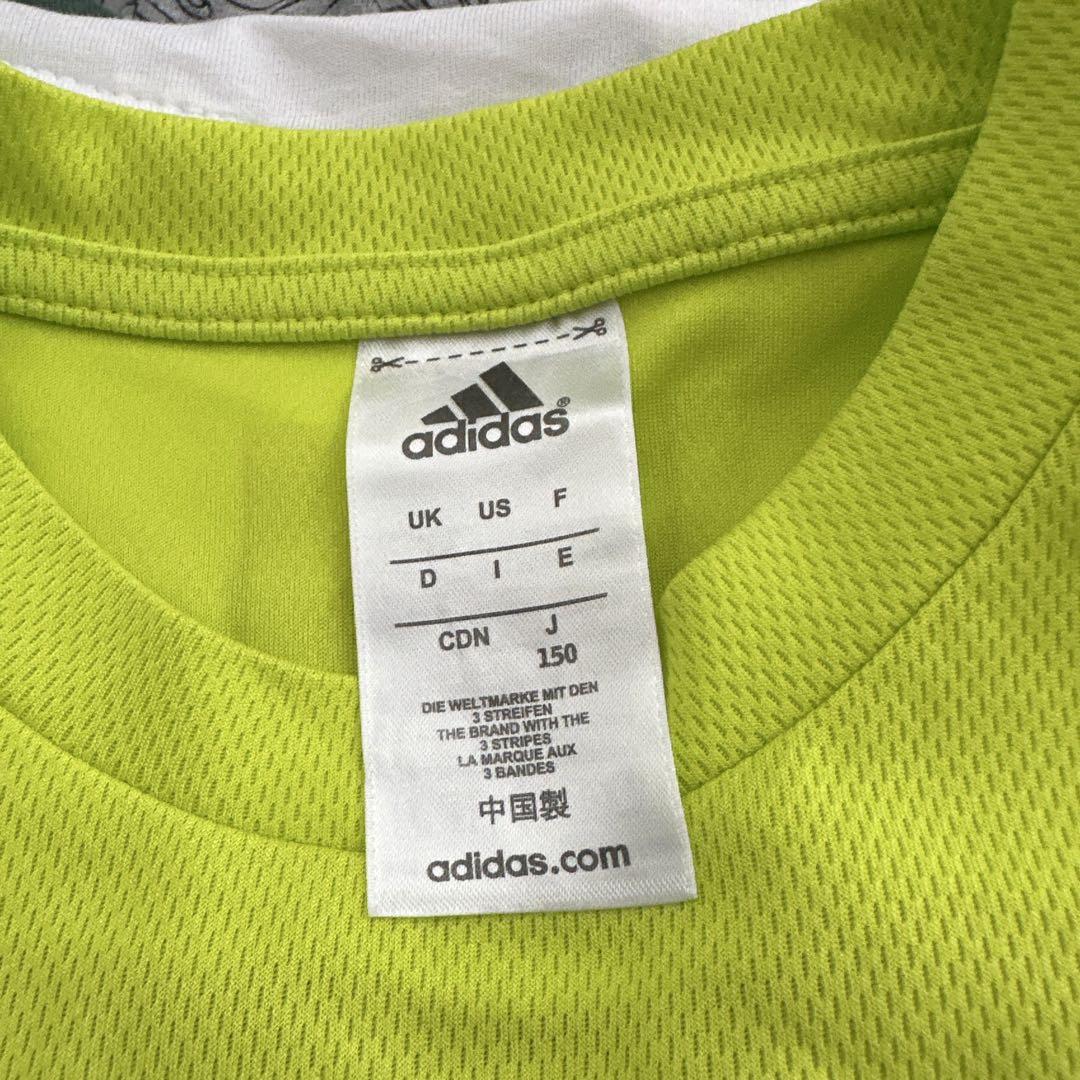 adidas®
UK US F
D I E
CDN J
150
DIE WELTMARKE MIT DEN
3 STREIFEN
THE BRAND WITH THE
3 STRIPES
LA MARQUE AUX
3 BANDES
中国製
adidas.com